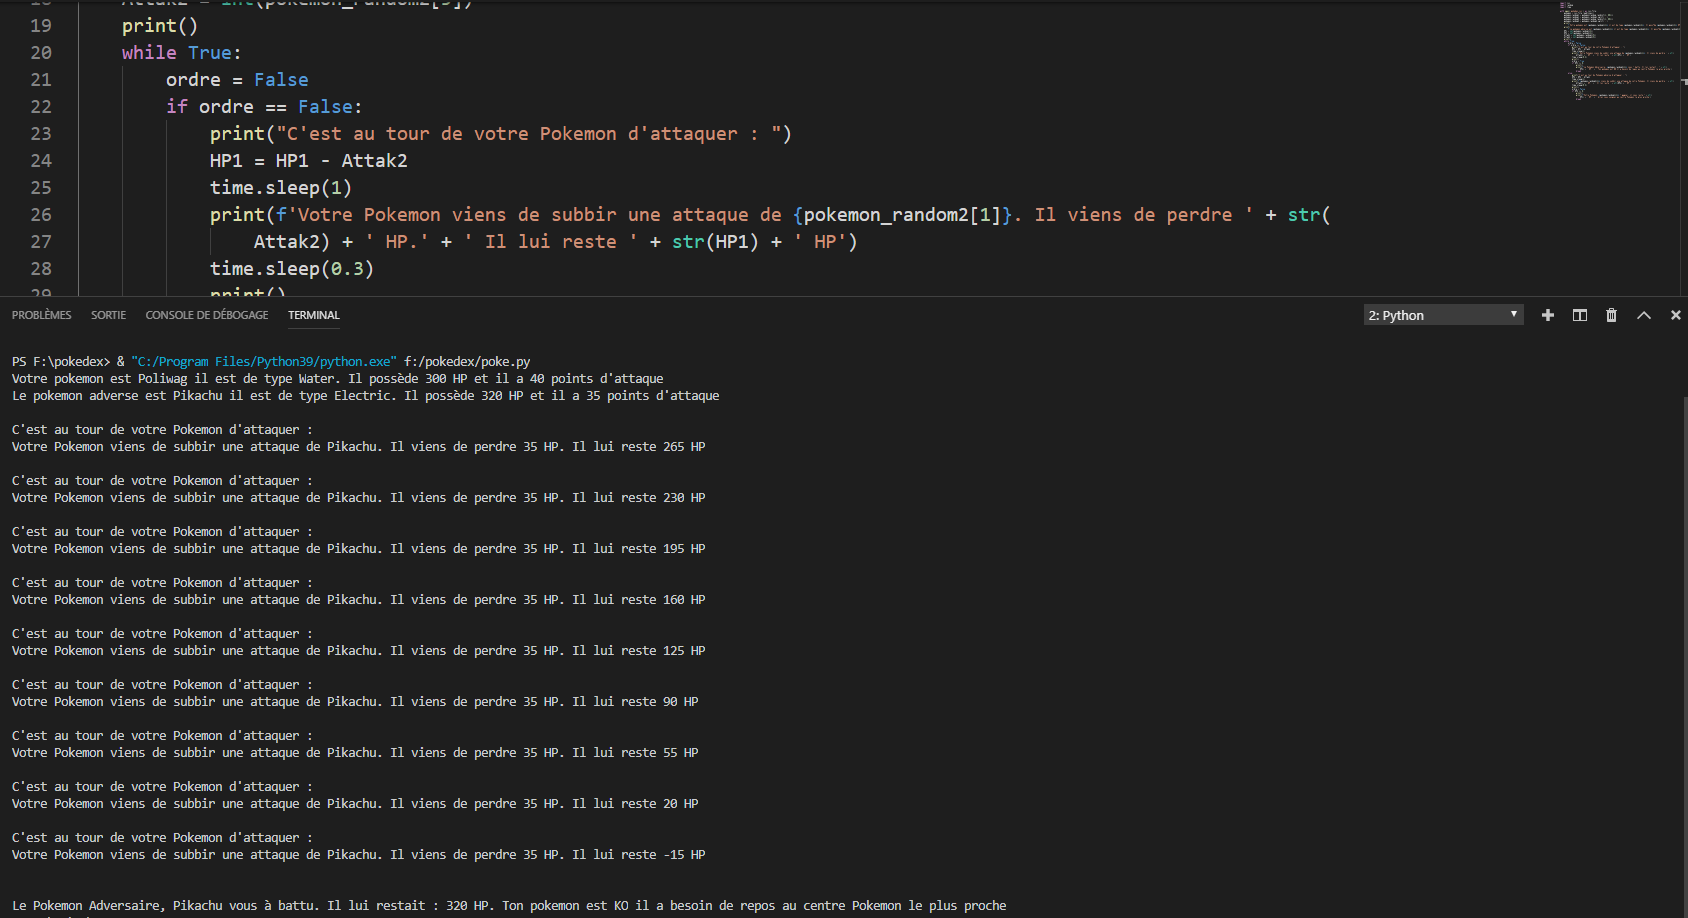 18 Attak2 = int(pokemon_random2[3])
19 print()
20 while True:
21 ordre = False
22 if ordre == False:
23 print("C'est au tour de votre Pokemon d'attaquer : ")
24 HP1 = HP1 - Attak2
25 time.sleep(1)
26 print(f'Votre Pokemon viens de subbir une attaque de {pokemon_random2[1]}. Il viens de perdre ' + str(
27 Attak2) + ' HP.' + ' Il lui reste ' + str(HP1) + ' HP')
28 time.sleep(0.3)
29 print()
PROBLÈMES SORTIE CONSOLE DE DÉBOGAGE TERMINAL 2: Python
PS F:\pokedex> & "C:/Program Files/Python39/python.exe" f:/pokedex/poke.py
Votre pokemon est Poliwag il est de type Water. Il possède 300 HP et il a 40 points d'attaque
Le pokemon adverse est Pikachu il est de type Electric. Il possède 320 HP et il a 35 points d'attaque
C'est au tour de votre Pokemon d'attaquer :
Votre Pokemon viens de subbir une attaque de Pikachu. Il viens de perdre 35 HP. Il lui reste 265 HP
C'est au tour de votre Pokemon d'attaquer :
Votre Pokemon viens de subbir une attaque de Pikachu. Il viens de perdre 35 HP. Il lui reste 230 HP
C'est au tour de votre Pokemon d'attaquer :
Votre Pokemon viens de subbir une attaque de Pikachu. Il viens de perdre 35 HP. Il lui reste 195 HP
C'est au tour de votre Pokemon d'attaquer :
Votre Pokemon viens de subbir une attaque de Pikachu. Il viens de perdre 35 HP. Il lui reste 160 HP
C'est au tour de votre Pokemon d'attaquer :
Votre Pokemon viens de subbir une attaque de Pikachu. Il viens de perdre 35 HP. Il lui reste 125 HP
C'est au tour de votre Pokemon d'attaquer :
Votre Pokemon viens de subbir une attaque de Pikachu. Il viens de perdre 35 HP. Il lui reste 90 HP
C'est au tour de votre Pokemon d'attaquer :
Votre Pokemon viens de subbir une attaque de Pikachu. Il viens de perdre 35 HP. Il lui reste 55 HP
C'est au tour de votre Pokemon d'attaquer :
Votre Pokemon viens de subbir une attaque de Pikachu. Il viens de perdre 35 HP. Il lui reste 20 HP
C'est au tour de votre Pokemon d'attaquer :
Votre Pokemon viens de subbir une attaque de Pikachu. Il viens de perdre 35 HP. Il lui reste -15 HP
Le Pokemon Adversaire, Pikachu vous à battu. Il lui restait : 320 HP. Ton pokemon est KO il a besoin de repos au centre Pokemon le plus proche